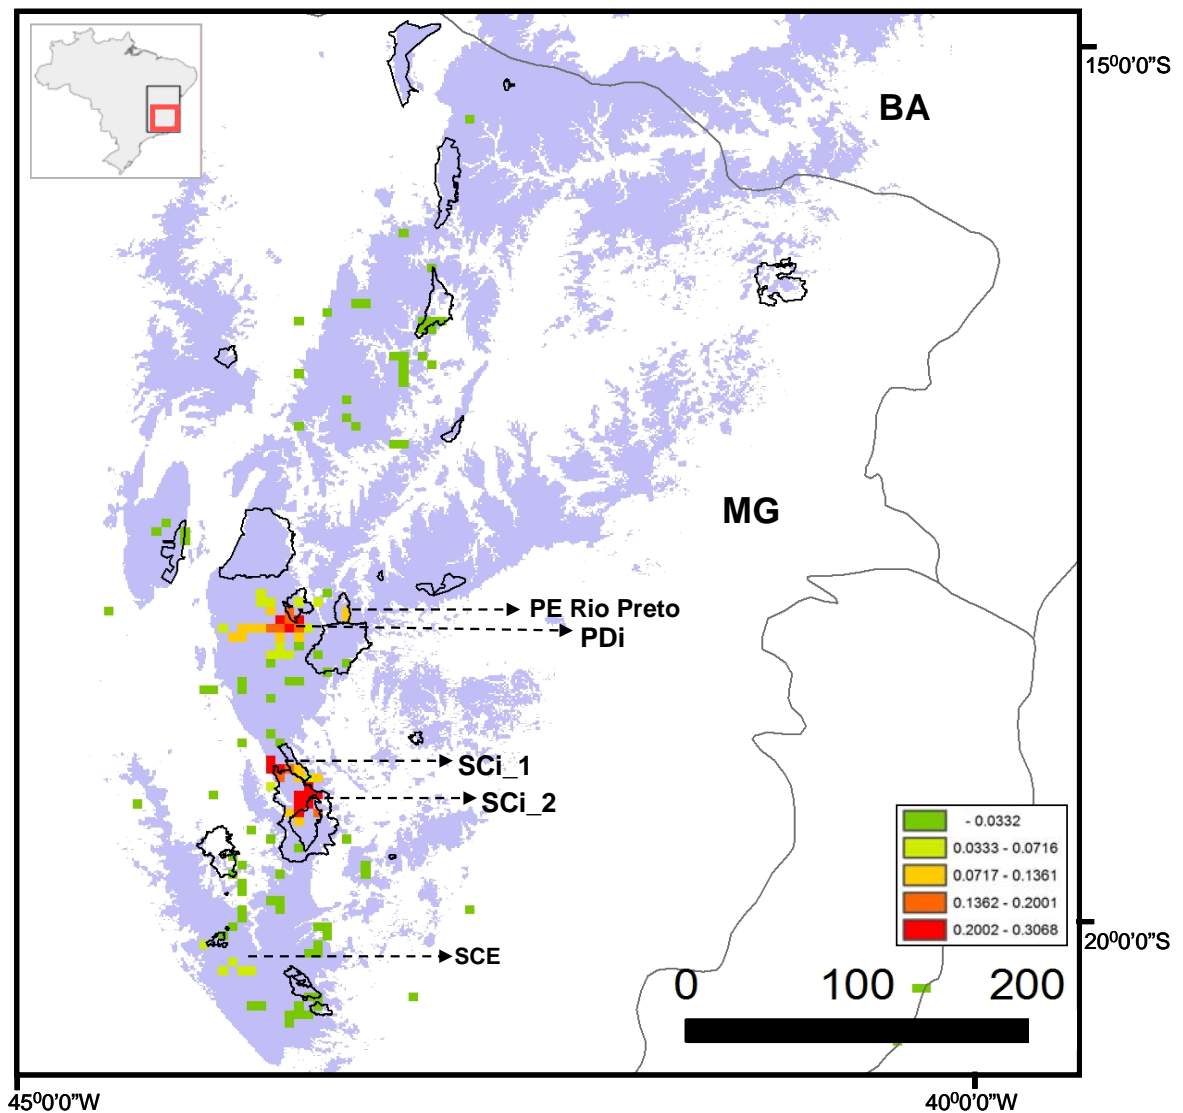 15⁰0'0”S
BA
MG
PE Rio Preto
PDi
SCi_1
SCi_2
- 0.0332
0.0333 - 0.0716
0.0717 - 0.1361
0.1362 - 0.2001
0.2002 - 0.3068
20⁰0'0”S
SCE
0 100 200
45⁰0'0”W
40⁰0'0”W